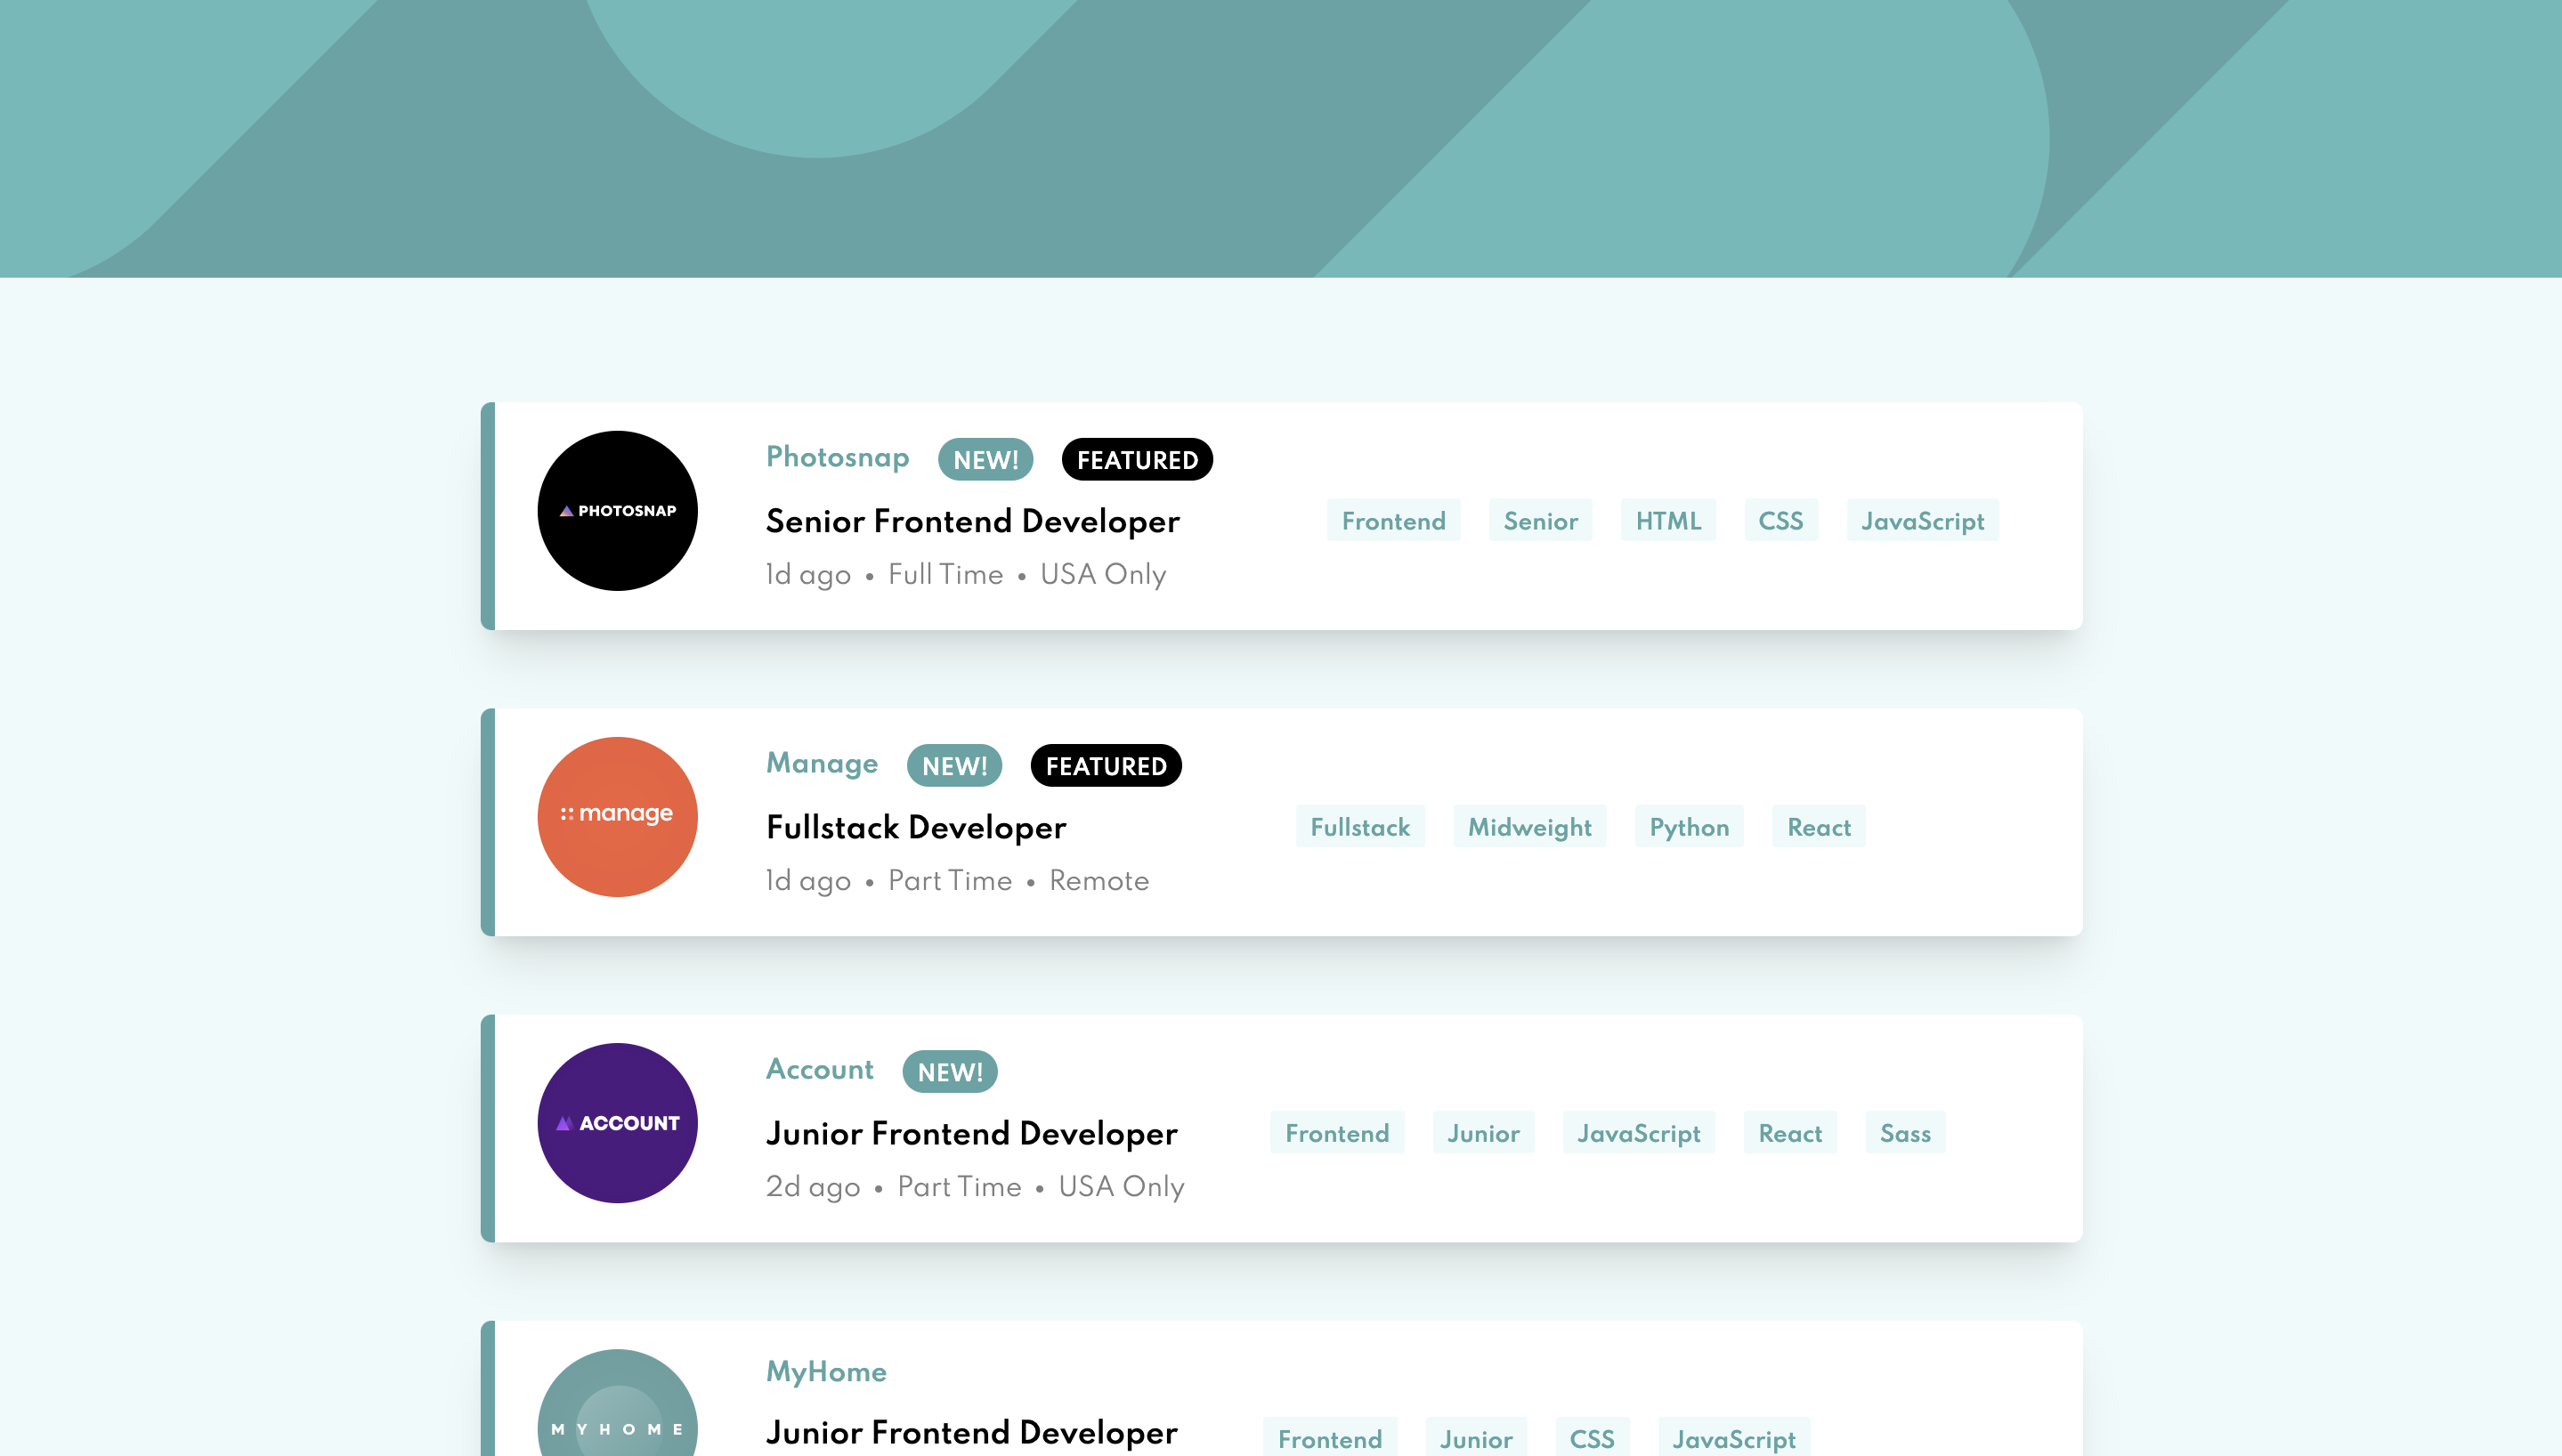 PHOTOSNAP
Photosnap NEW! FEATURED
Senior Frontend Developer
1d ago • Full Time • USA Only
Frontend Senior HTML CSS JavaScript
manage
Manage NEW! FEATURED
Fullstack Developer
1d ago • Part Time • Remote
Fullstack Midweight Python React
ACCOUNT
Account NEW!
Junior Frontend Developer
2d ago • Part Time • USA Only
Frontend Junior JavaScript React Sass
MYHOME
MyHome
Junior Frontend Developer
Frontend Junior CSS JavaScript